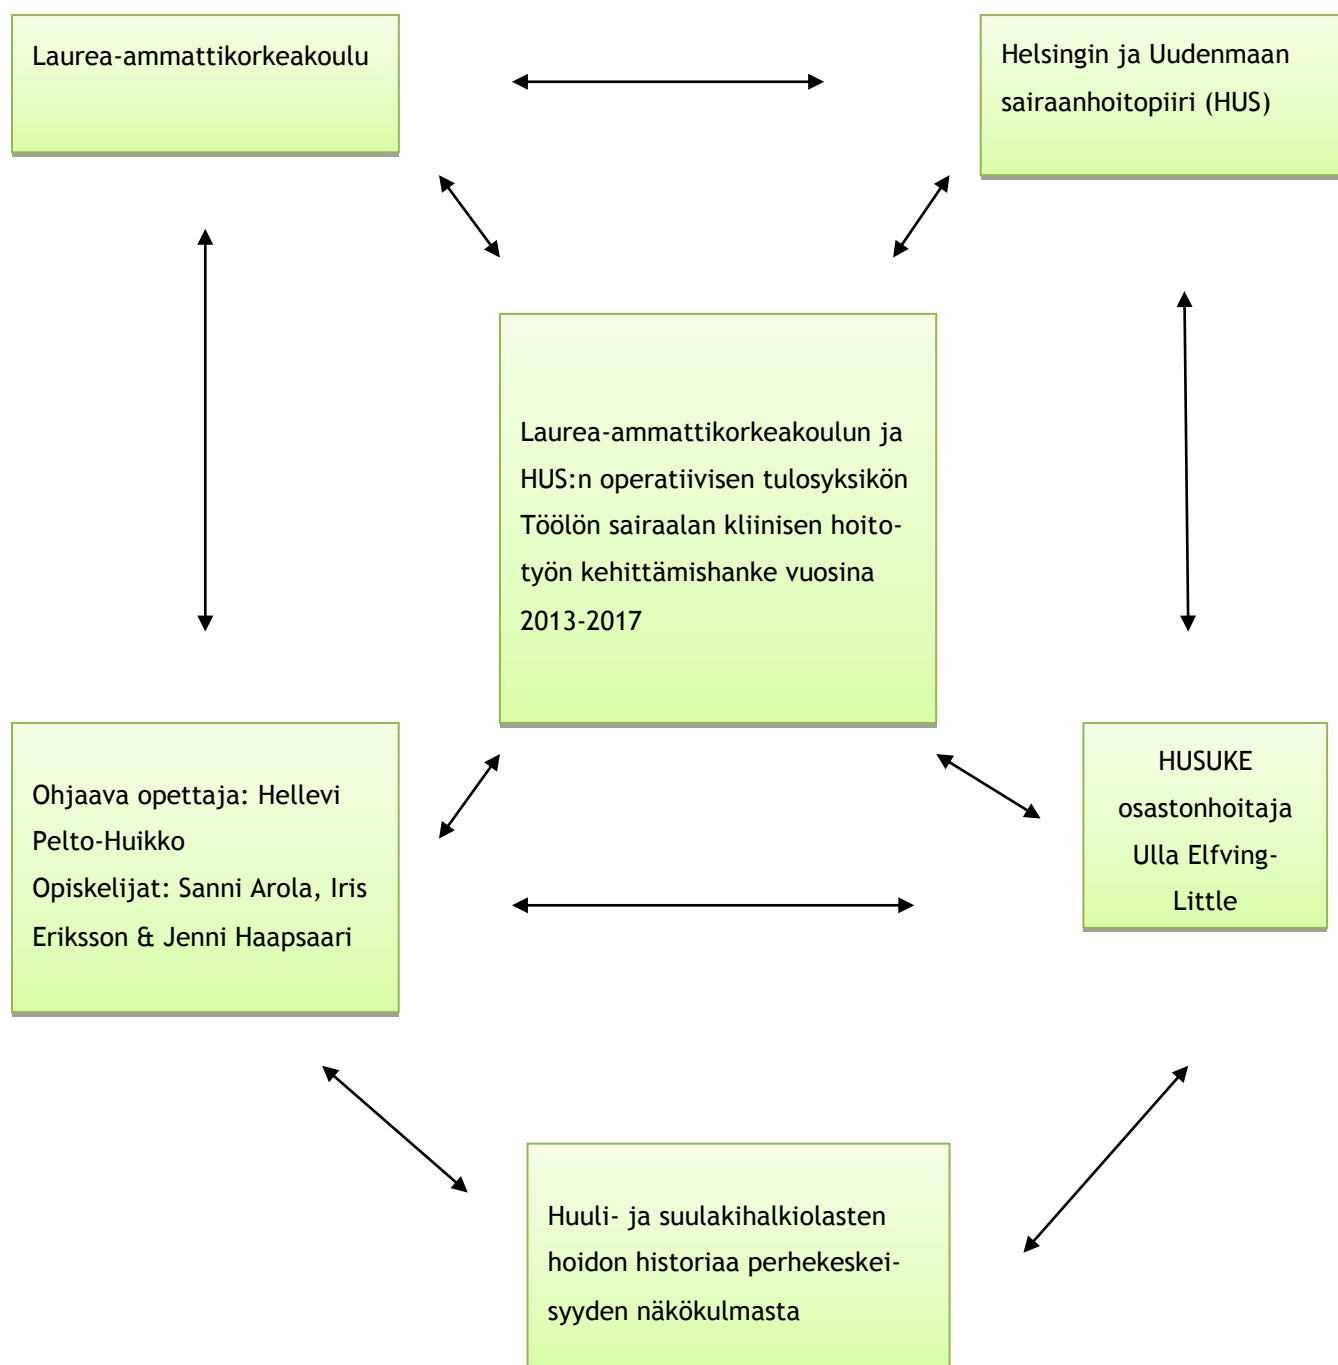 Laurea-ammattikorkeakoulu
Helsingin ja Uudenmaan
sairaanhoitopiiri (HUS)
Laurea-ammattikorkeakoulun ja
HUS:n operatiivisen tulosyksikön
Töölön sairaalan kliinisen hoito-
työn kehittämishanke vuosina
2013-2017
Ohjaava opettaja: Hellevi
Pelto-Huikko
Opiskelijat: Sanni Arola, Iris
Eriksson & Jenni Haapsaari
HUSUKE
osastonhoitaja
Ulla Elfving-
Little
Huuli- ja suulakihalkiolasten
hoidon historiaa perhekeskei-
syyden näkökulmasta